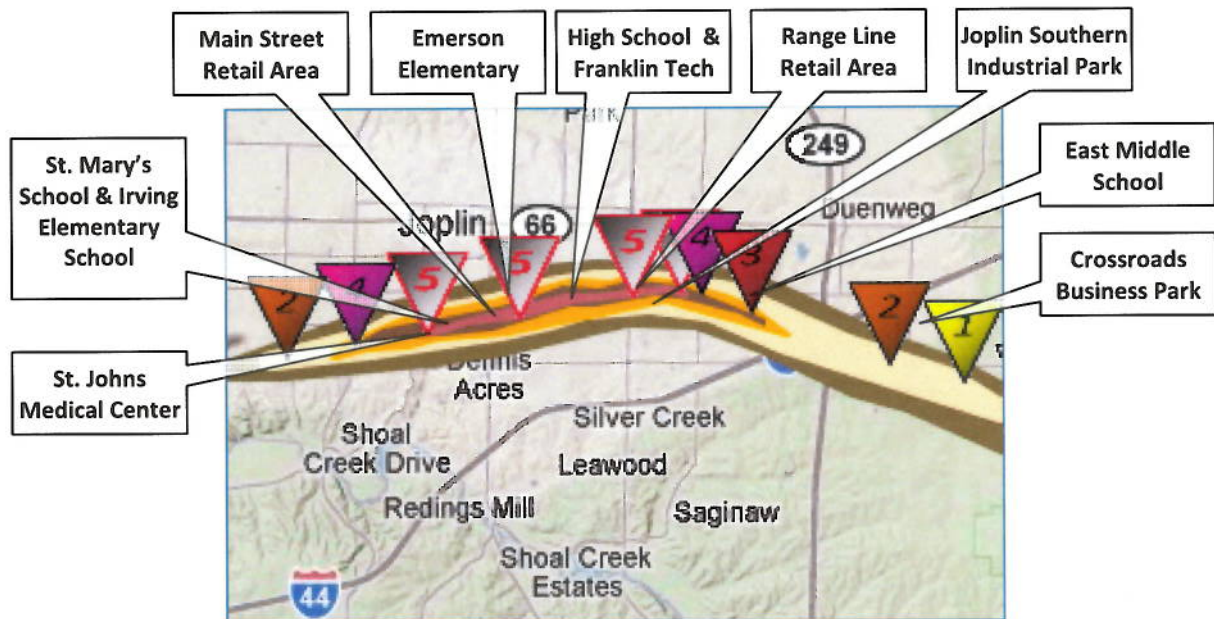 Main Street
Retail Area
Emerson
Elementary
High School &
Franklin Tech
Range Line
Retail Area
Joplin Southern
Industrial Park
Park
249
St. Mary's
School & Irving
Elementary
School
East Middle
School
Joplin
66
Duenweg
5
4
3
5
5
4
2
2
1
Crossroads
Business Park
St. Johns
Medical Center
Dennis
Acres
Silver Creek
Shoal
Creek Drive
Leawood
Redings Mill
Saginaw
Shoal Creek
Estates
44